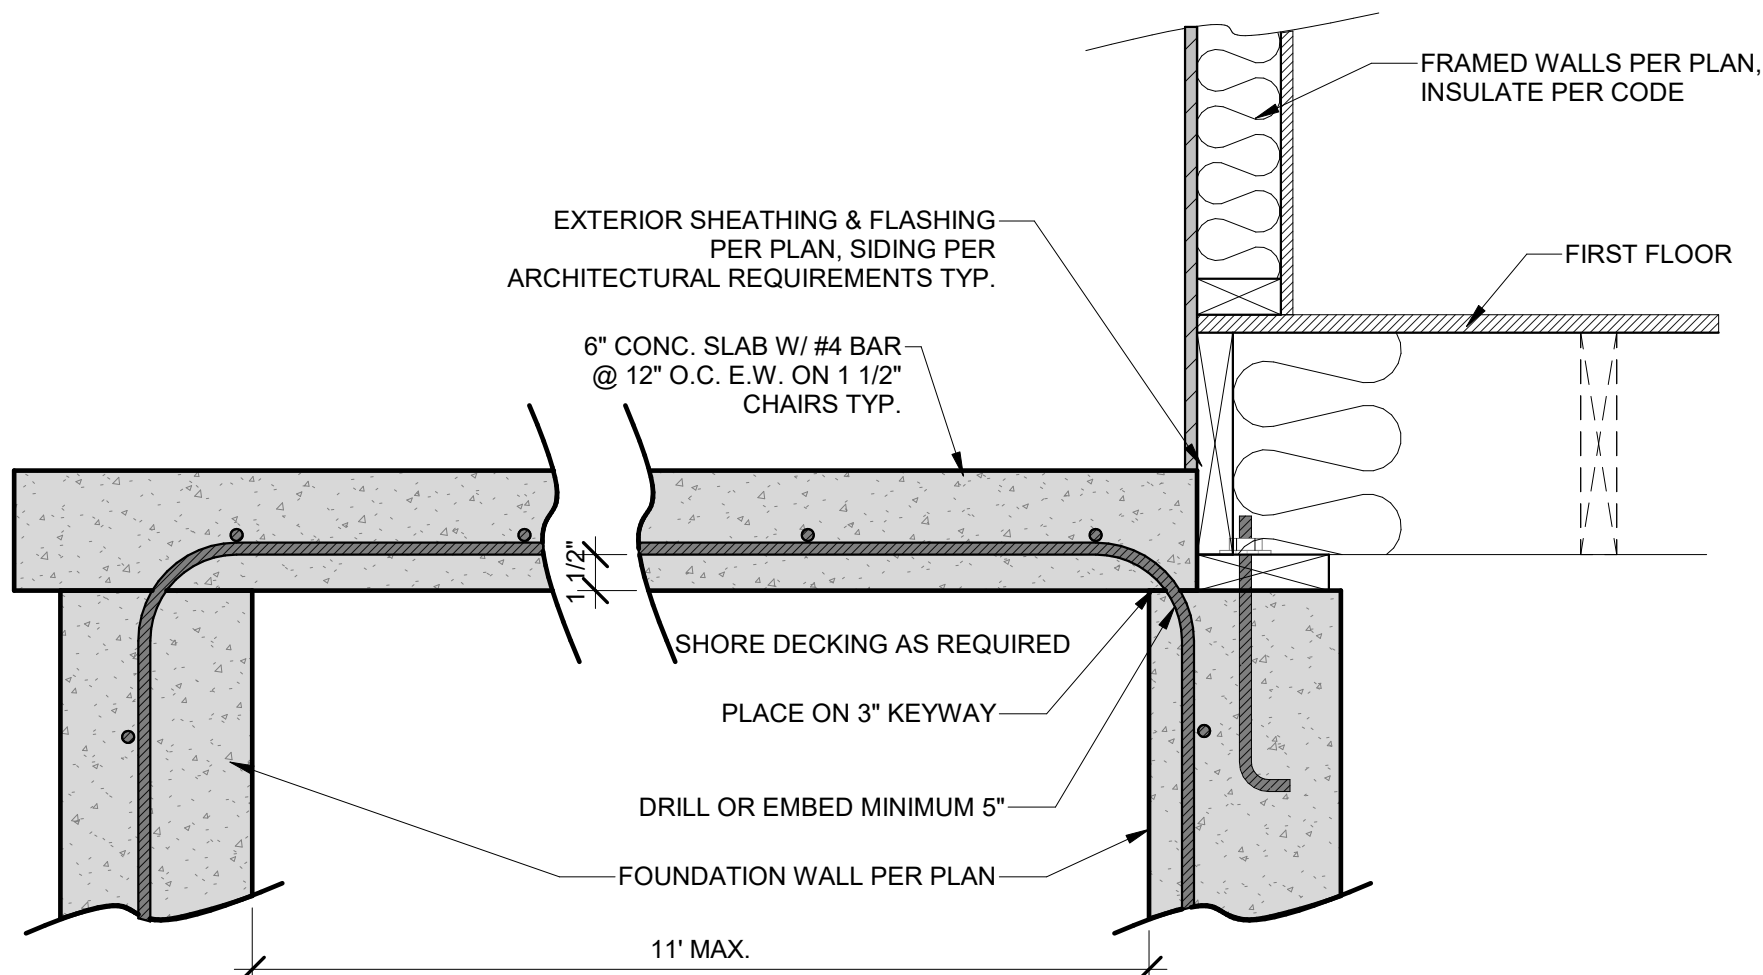 FRAMED WALLS PER PLAN,
INSULATE PER CODE
EXTERIOR SHEATHING & FLASHING
PER PLAN, SIDING PER
ARCHITECTURAL REQUIREMENTS TYP.
FIRST FLOOR
6" CONC. SLAB W/ #4 BAR
@ 12" O.C. E.W. ON 1 1/2"
CHAIRS TYP.
1 1/2"
SHORE DECKING AS REQUIRED
PLACE ON 3" KEYWAY
DRILL OR EMBED MINIMUM 5"
FOUNDATION WALL PER PLAN
11' MAX.